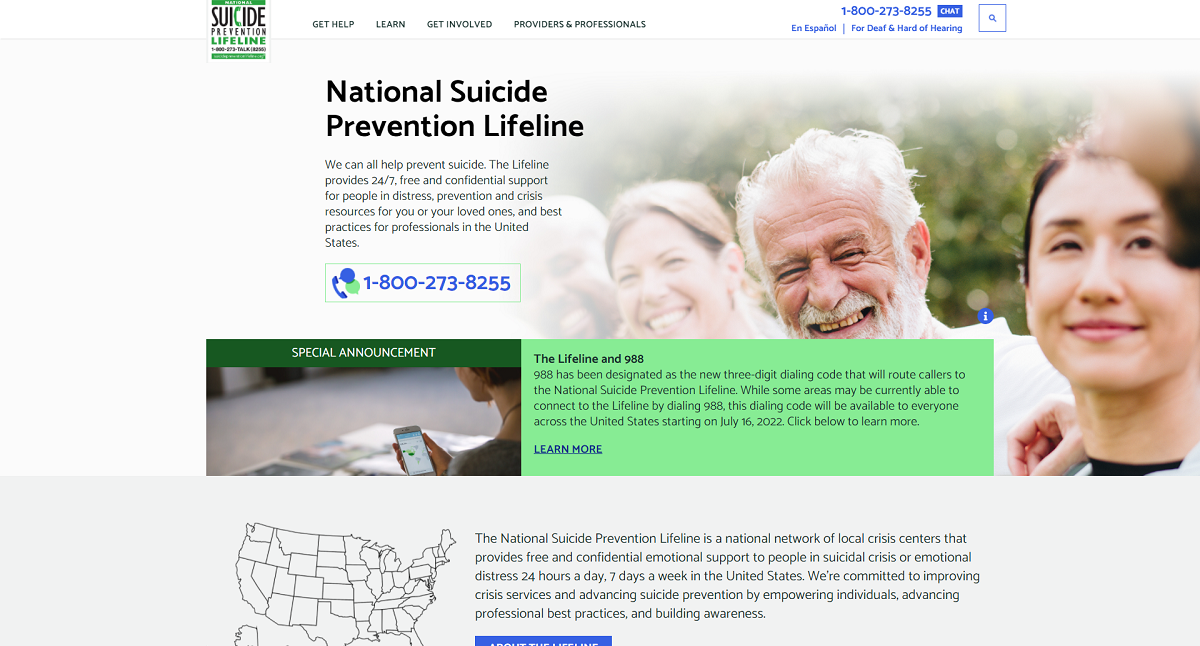 NATIONAL
SUICIDE
PREVENTION
LIFELINE
1-800-273-TALK (8255)
GET HELP
LEARN
GET INVOLVED
PROVIDERS & PROFESSIONALS
1-800-273-8255 CHAT
En Español | For Deaf & Hard of Hearing
National Suicide
Prevention Lifeline
We can all help prevent suicide. The Lifeline
provides 24/7, free and confidential support
for people in distress, prevention and crisis
resources for you or your loved ones, and best
practices for professionals in the United
States.
1-800-273-8255
SPECIAL ANNOUNCEMENT
The Lifeline and 988
988 has been designated as the new three-digit dialing code that will route callers to
the National Suicide Prevention Lifeline. While some areas may be currently able to
connect to the Lifeline by dialing 988, this dialing code will be available to everyone
across the United States starting on July 16, 2022. Click below to learn more.
LEARN MORE
The National Suicide Prevention Lifeline is a national network of local crisis centers that
provides free and confidential emotional support to people in suicidal crisis or emotional
distress 24 hours a day, 7 days a week in the United States. We're committed to improving
crisis services and advancing suicide prevention by empowering individuals, advancing
professional best practices, and building awareness.
ABOUT THE LIFELINE